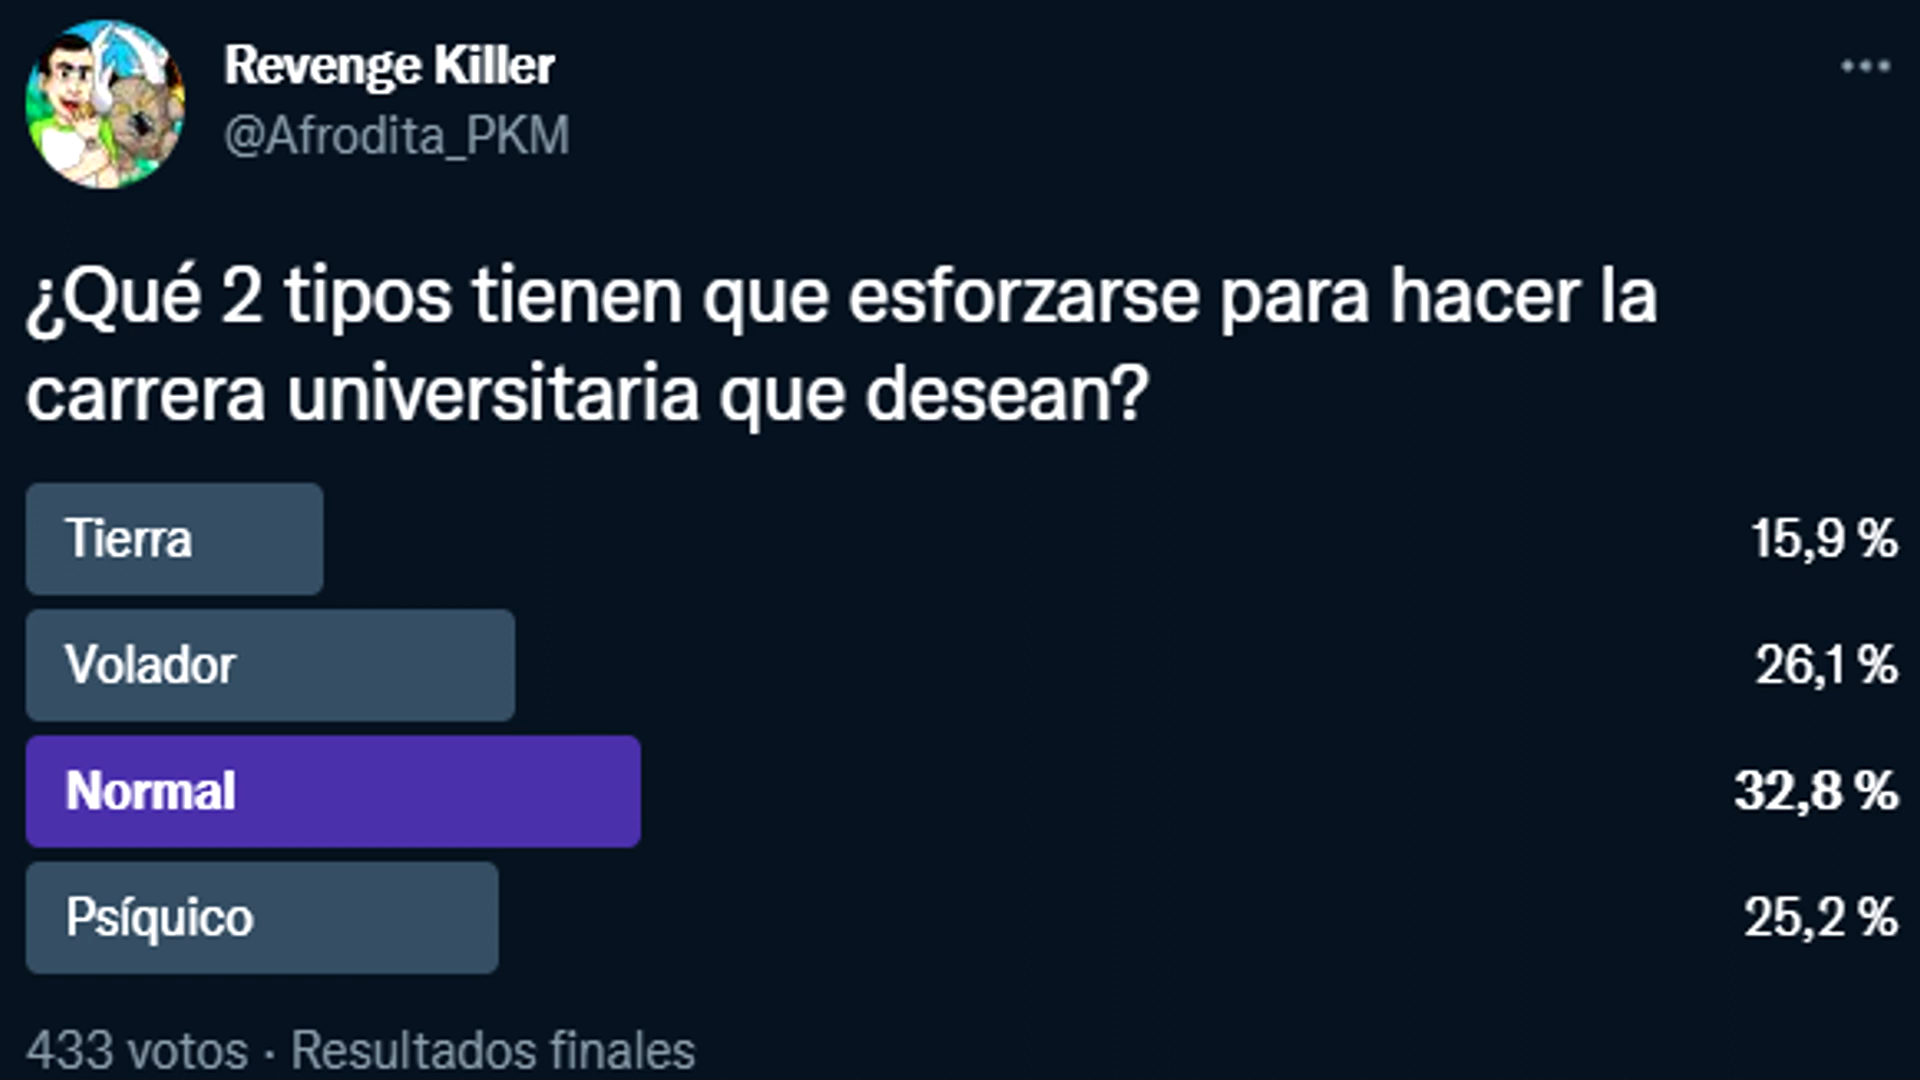 Revenge Killer
@Afrodita_PKM
¿Qué 2 tipos tienen que esforzarse para hacer la
carrera universitaria que desean?
Tierra 15,9 %
Volador 26,1 %
Normal 32,8 %
Psíquico 25,2 %
433 votos · Resultados finales